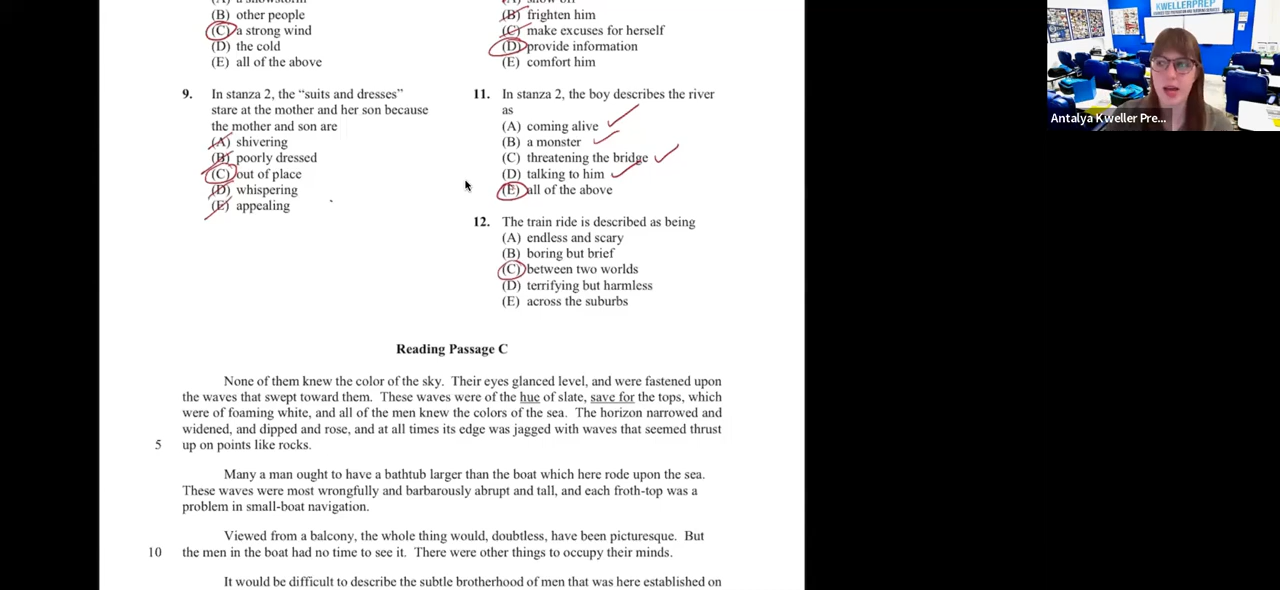 (A) a snowstorm
(B) other people
(C) a strong wind
(D) the cold
(E) all of the above
9. In stanza 2, the “suits and dresses”
stare at the mother and her son because
the mother and son are
(A) shivering
(B) poorly dressed
(C) out of place
(D) whispering
(E) appealing
(A) show off
(B) frighten him
(C) make excuses for herself
(D) provide information
(E) comfort him
11. In stanza 2, the boy describes the river
as
(A) coming alive
(B) a monster
(C) threatening the bridge
(D) talking to him
(E) all of the above
12. The train ride is described as being
(A) endless and scary
(B) boring but brief
(C) between two worlds
(D) terrifying but harmless
(E) across the suburbs
Reading Passage C
None of them knew the color of the sky. Their eyes glanced level, and were fastened upon
the waves that swept toward them. These waves were of the hue of slate, save for the tops, which
were of foaming white, and all of the men knew the colors of the sea. The horizon narrowed and
widened, and dipped and rose, and at all times its edge was jagged with waves that seemed thrust
5 up on points like rocks.
Many a man ought to have a bathtub larger than the boat which here rode upon the sea.
These waves were most wrongfully and barbarously abrupt and tall, and each froth-top was a
problem in small-boat navigation.
Viewed from a balcony, the whole thing would, doubtless, have been picturesque. But
10 the men in the boat had no time to see it. There were other things to occupy their minds.
It would be difficult to describe the subtle brotherhood of men that was here established on
KWELLERPREP
Antalya Kweller Pre...